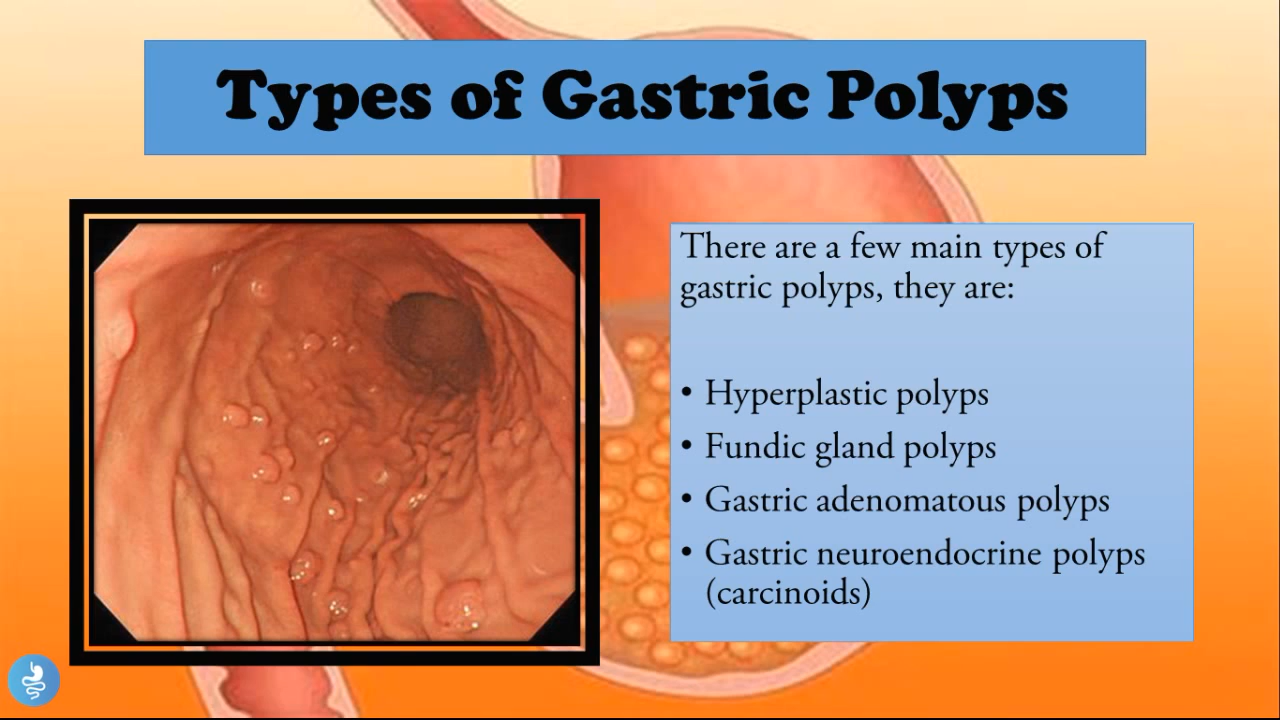 Types of Gastric Polyps
There are a few main types of
gastric polyps, they are:
• Hyperplastic polyps
• Fundic gland polyps
• Gastric adenomatous polyps
• Gastric neuroendocrine polyps
(carcinoids)